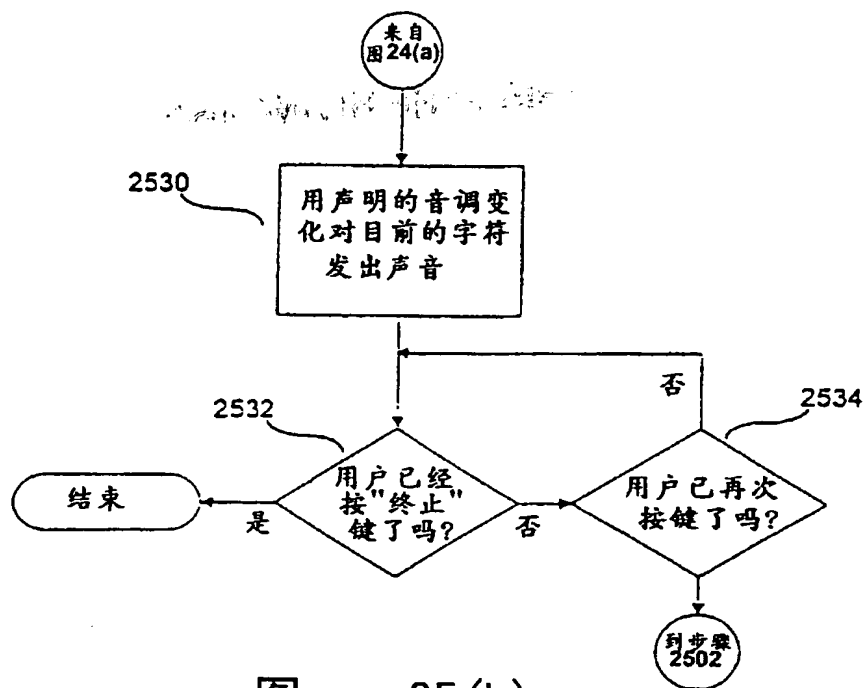 来自
图24(a)
2530
用声明的音调变
化对目前的字符
发出声音
否
2532
2534
用户已经
按"终止"
键了吗?
用户已再次
按键了吗?
结束
是
否
到步骤
2502
图 25(b)